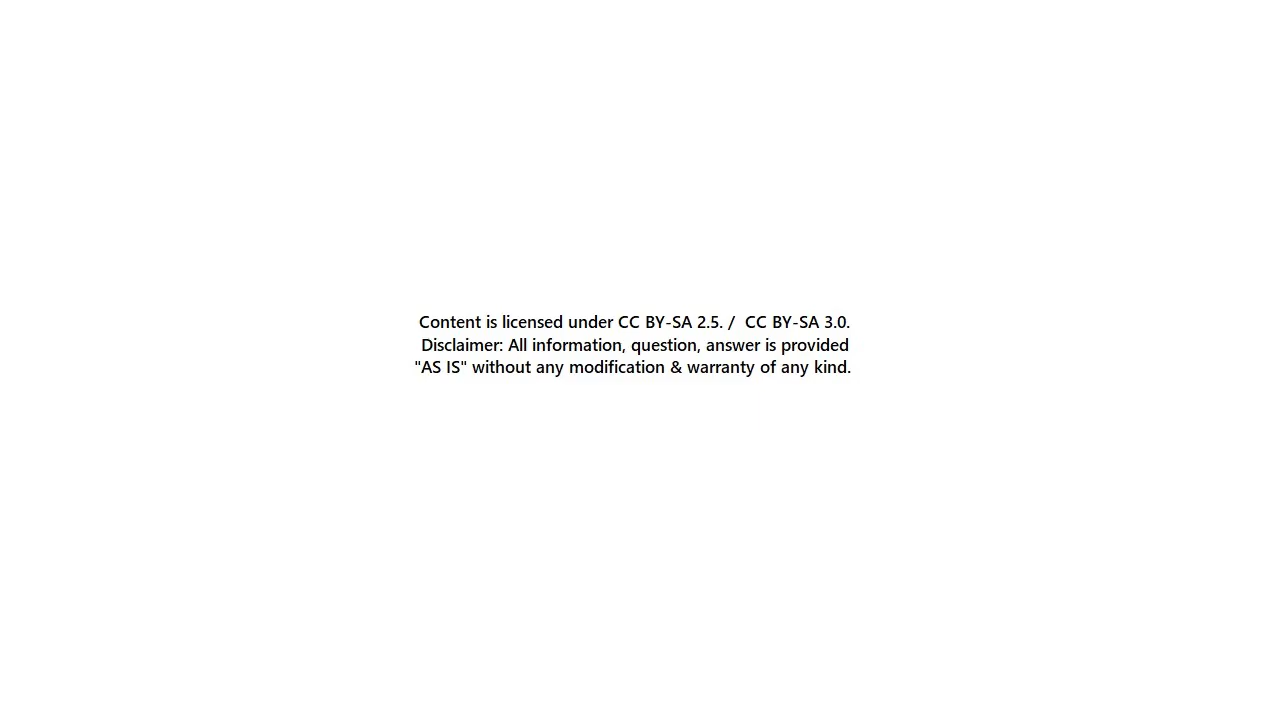 Content is licensed under CC BY-SA 2.5. /  CC BY-SA 3.0.
Disclaimer: All information, question, answer is provided
"AS IS" without any modification & warranty of any kind.